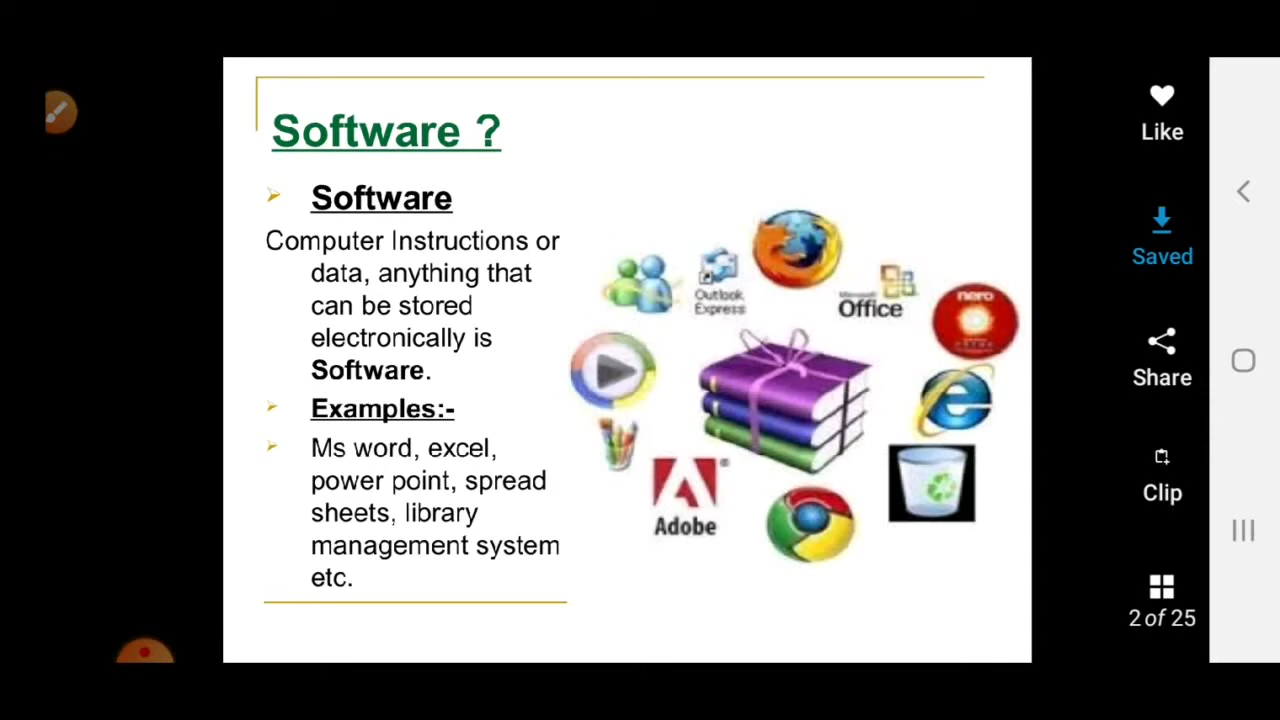 Software ?
Software
Computer Instructions or
data, anything that
can be stored
electronically is
Software.
Examples:-
Ms word, excel,
power point, spread
sheets, library
management system
etc.
Outlook
Express
Microsoft
Office
nero
Adobe
Like
Saved
Share
Clip
2 of 25